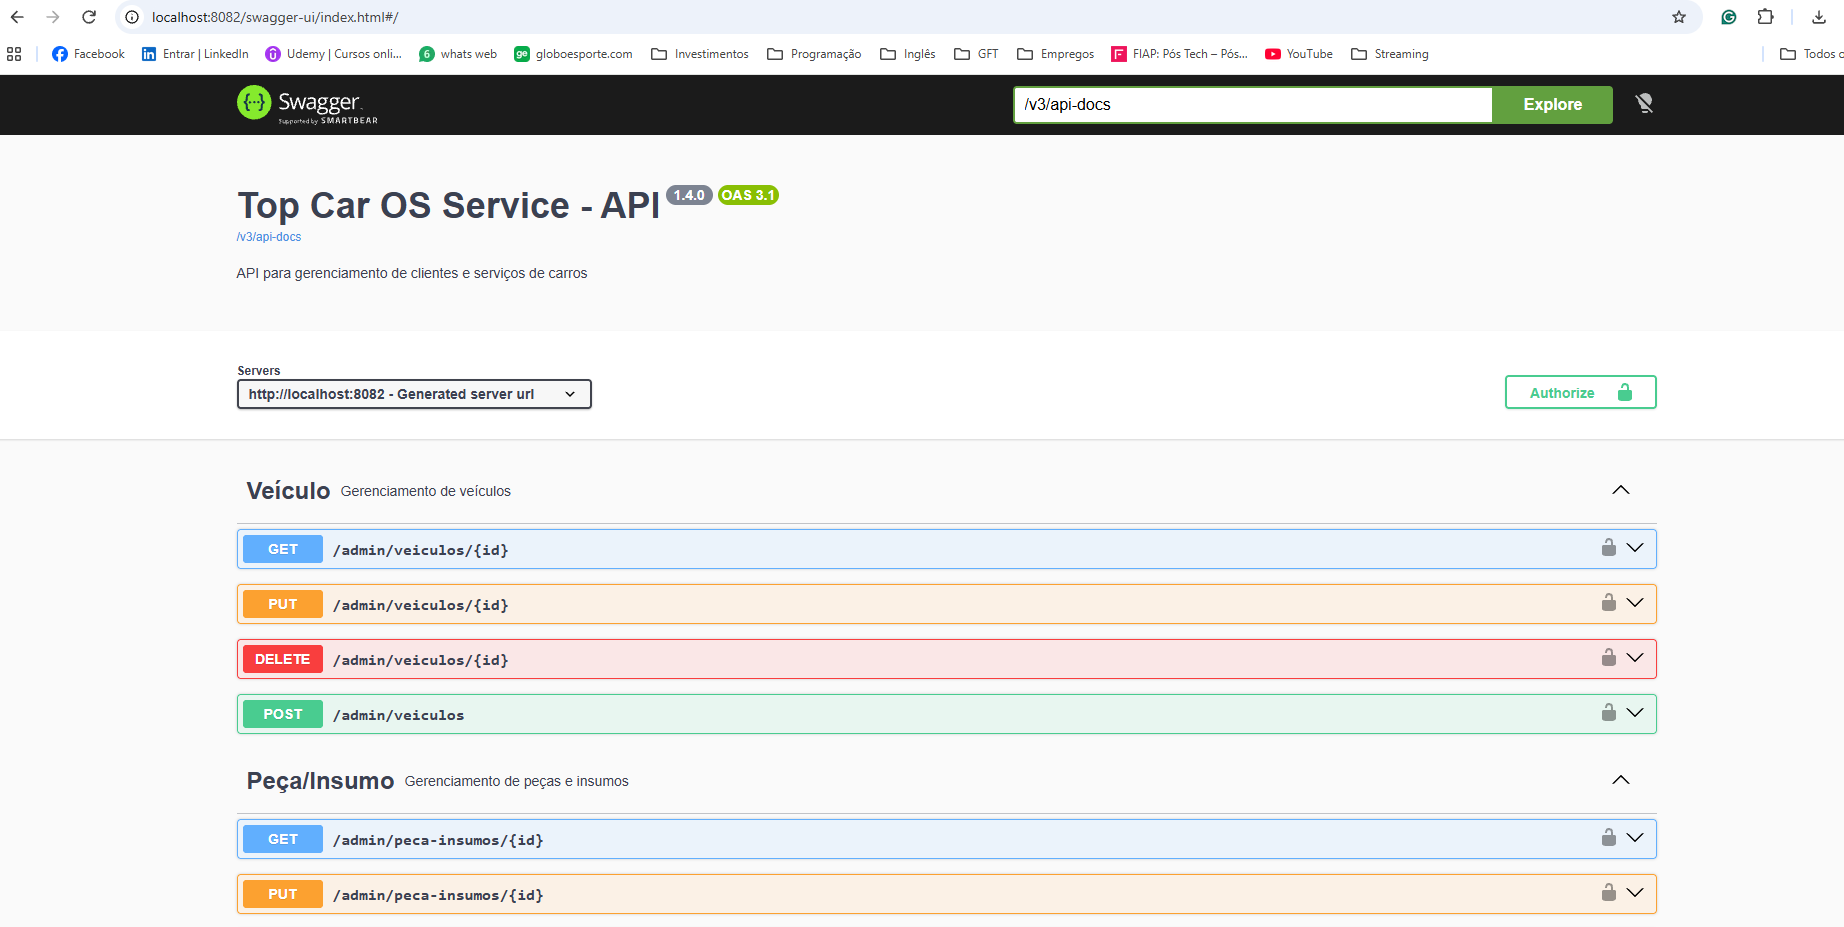 localhost:8082/swagger-ui/index.html#/
Facebook Entrar | LinkedIn Udemy | Cursos onli... 6 whats web ge globoesporte.com Investimentos Programação Inglês GFT Empregos FIAP: Pós Tech – Pós... YouTube Streaming Todos
{···} Swagger.
Supported by SMARTBEAR
/v3/api-docs
Explore
Top Car OS Service - API 1.4.0 OAS 3.1
/v3/api-docs
API para gerenciamento de clientes e serviços de carros
Servers
http://localhost:8082 - Generated server url
Authorize
Veículo Gerenciamento de veículos
GET /admin/veiculos/{id}
PUT /admin/veiculos/{id}
DELETE /admin/veiculos/{id}
POST /admin/veiculos
Peça/Insumo Gerenciamento de peças e insumos
GET /admin/peca-insumos/{id}
PUT /admin/peca-insumos/{id}